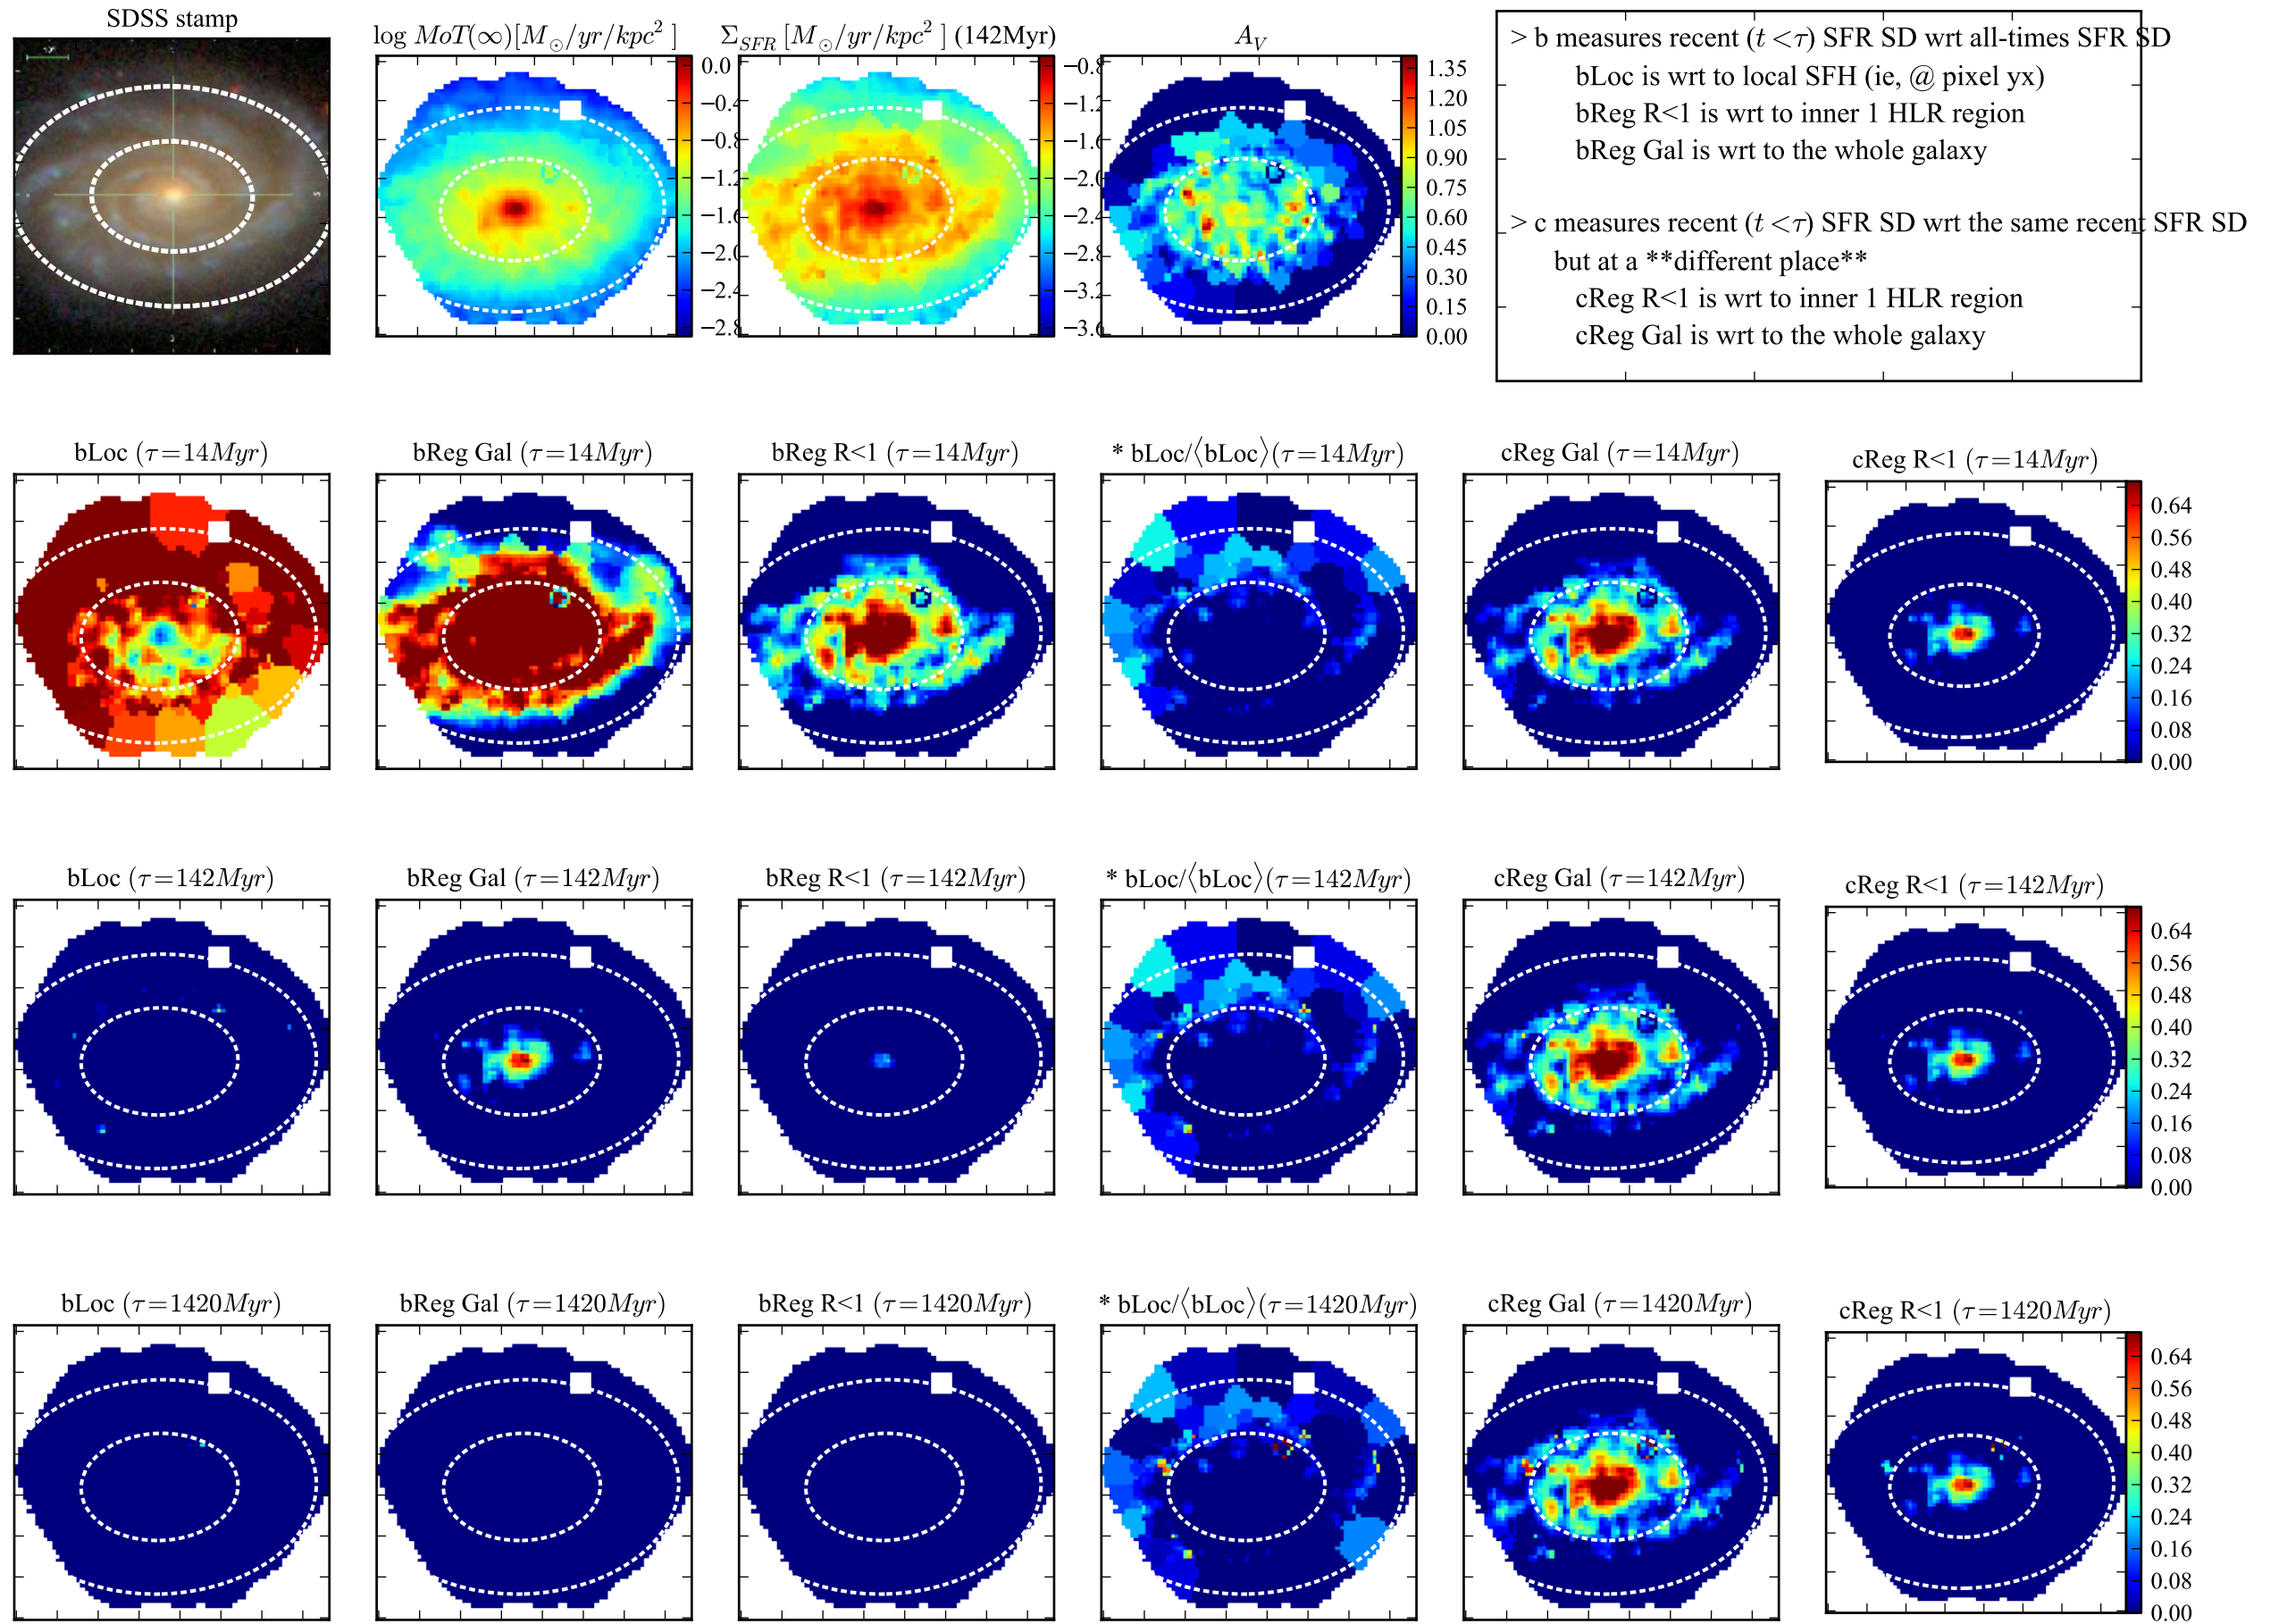 SDSS stamp
log MoT(∞)[M⊙/yr/kpc² ]
Σ_SFR [M⊙/yr/kpc² ] (142Myr)
A_V
0.0
−0.4
−0.8
−1.2
−1.6
−2.0
−2.4
−2.8
−0.8
−1.2
−1.6
−2.0
−2.4
−2.8
−3.2
−3.6
1.35
1.20
1.05
0.90
0.75
0.60
0.45
0.30
0.15
0.00
> b measures recent (t < τ) SFR SD wrt all-times SFR SD
bLoc is wrt to local SFH (ie, @ pixel yx)
bReg R<1 is wrt to inner 1 HLR region
bReg Gal is wrt to the whole galaxy
> c measures recent (t < τ) SFR SD wrt the same recent SFR SD
but at a **different place**
cReg R<1 is wrt to inner 1 HLR region
cReg Gal is wrt to the whole galaxy
bLoc (τ = 14Myr)
bReg Gal (τ = 14Myr)
bReg R<1 (τ = 14Myr)
* bLoc/⟨bLoc⟩(τ = 14Myr)
cReg Gal (τ = 14Myr)
cReg R<1 (τ = 14Myr)
0.64
0.56
0.48
0.40
0.32
0.24
0.16
0.08
0.00
bLoc (τ = 142Myr)
bReg Gal (τ = 142Myr)
bReg R<1 (τ = 142Myr)
* bLoc/⟨bLoc⟩(τ = 142Myr)
cReg Gal (τ = 142Myr)
cReg R<1 (τ = 142Myr)
0.64
0.56
0.48
0.40
0.32
0.24
0.16
0.08
0.00
bLoc (τ = 1420Myr)
bReg Gal (τ = 1420Myr)
bReg R<1 (τ = 1420Myr)
* bLoc/⟨bLoc⟩(τ = 1420Myr)
cReg Gal (τ = 1420Myr)
cReg R<1 (τ = 1420Myr)
0.64
0.56
0.48
0.40
0.32
0.24
0.16
0.08
0.00